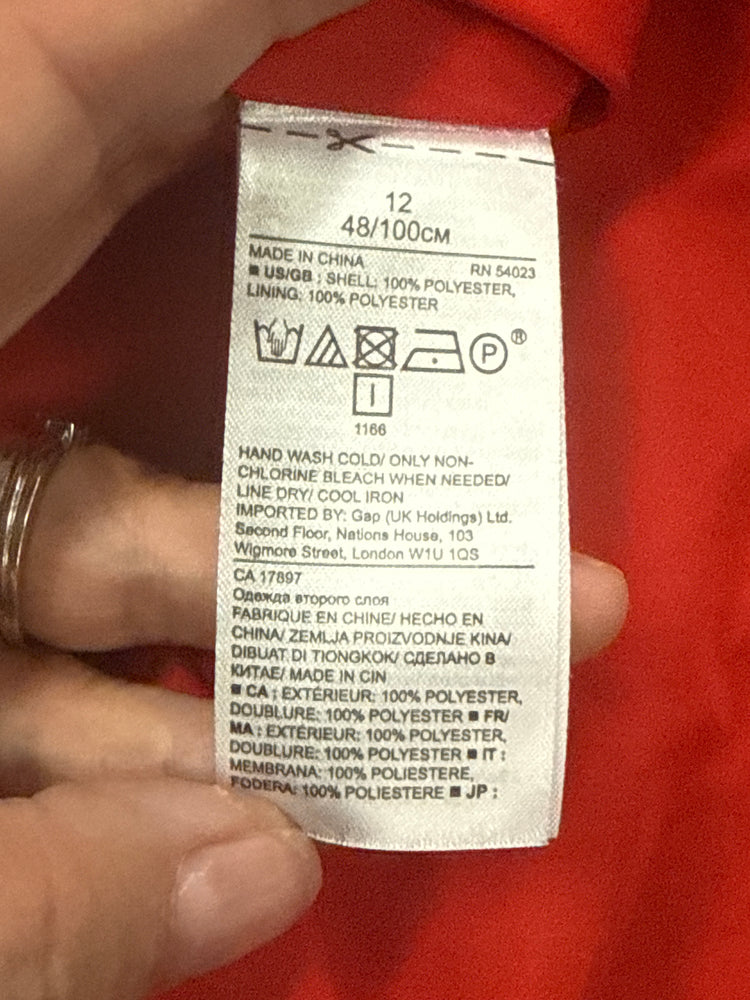 12
48/100CM
MADE IN CHINA RN 54023
■ US/GB : SHELL: 100% POLYESTER,
LINING: 100% POLYESTER
P ®
1166
HAND WASH COLD/ ONLY NON-
CHLORINE BLEACH WHEN NEEDED/
LINE DRY/ COOL IRON
IMPORTED BY: Gap (UK Holdings) Ltd.
Second Floor, Nations House, 103
Wigmore Street, London W1U 1QS
CA 17897
Одежда второго слоя
FABRIQUE EN CHINE/ HECHO EN
CHINA/ ZEMLJA PROIZVODNJE KINA/
DIBUAT DI TIONGKOK/ СДЕЛАНО В
КИТАЕ/ MADE IN CIN
■ CA : EXTÉRIEUR: 100% POLYESTER,
DOUBLURE: 100% POLYESTER ■ FR/
MA : EXTÉRIEUR: 100% POLYESTER,
DOUBLURE: 100% POLYESTER ■ IT :
MEMBRANA: 100% POLIESTERE,
FODERA: 100% POLIESTERE ■ JP :